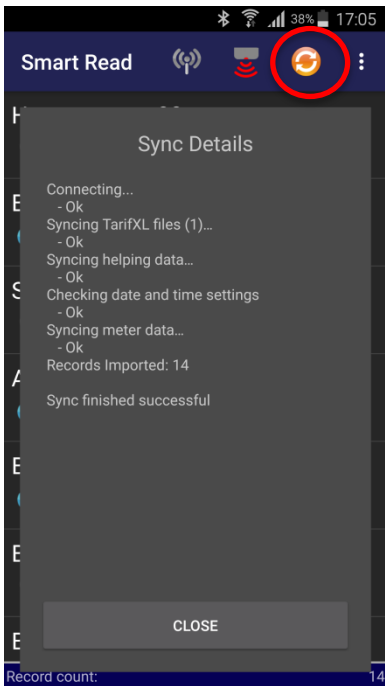 38% 17:05
Smart Read
H
Sync Details
Connecting...
- Ok
E
Syncing TarifXL files (1)...
- Ok
Syncing helping data...
- Ok
S
Checking date and time settings
- Ok
Syncing meter data...
- Ok
Records Imported: 14
A
Sync finished successful
E
E
CLOSE
E
Record count: 14